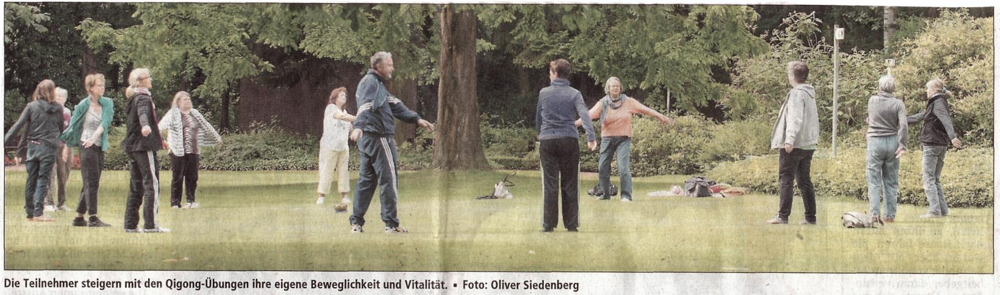 Die Teilnehmer steigern mit den Qigong-Übungen ihre eigene Beweglichkeit und Vitalität. ▪ Foto: Oliver Siedenberg